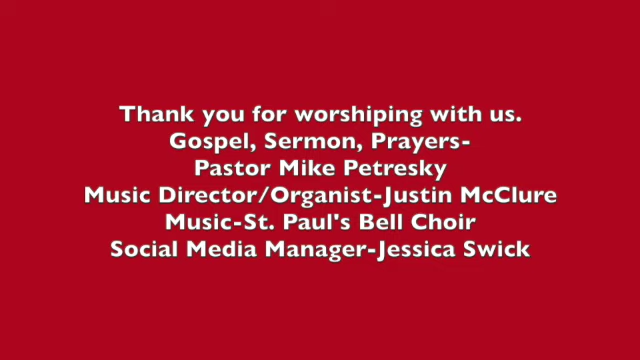 Thank you for worshiping with us.
Gospel, Sermon, Prayers-
Pastor Mike Petresky
Music Director/Organist-Justin McClure
Music-St. Paul's Bell Choir
Social Media Manager-Jessica Swick